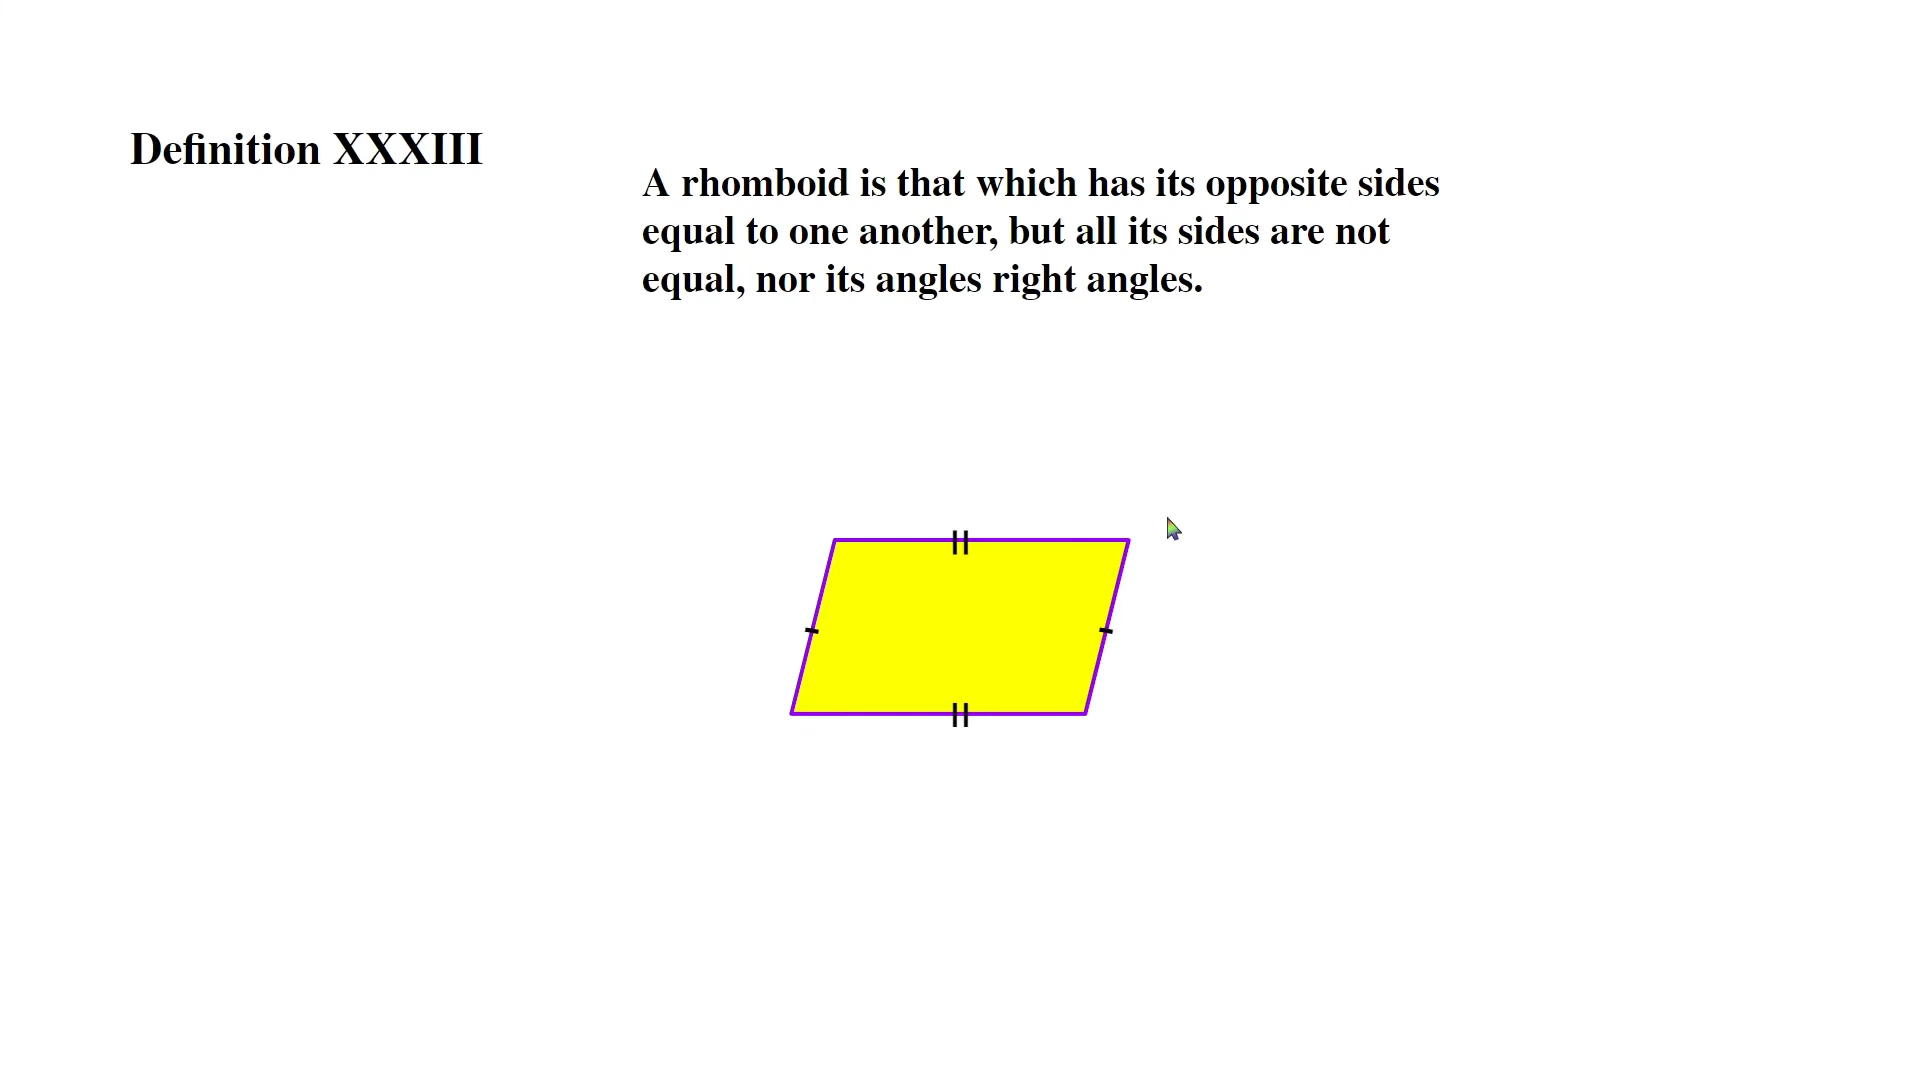 Definition XXXIII
A rhomboid is that which has its opposite sides
equal to one another, but all its sides are not
equal, nor its angles right angles.